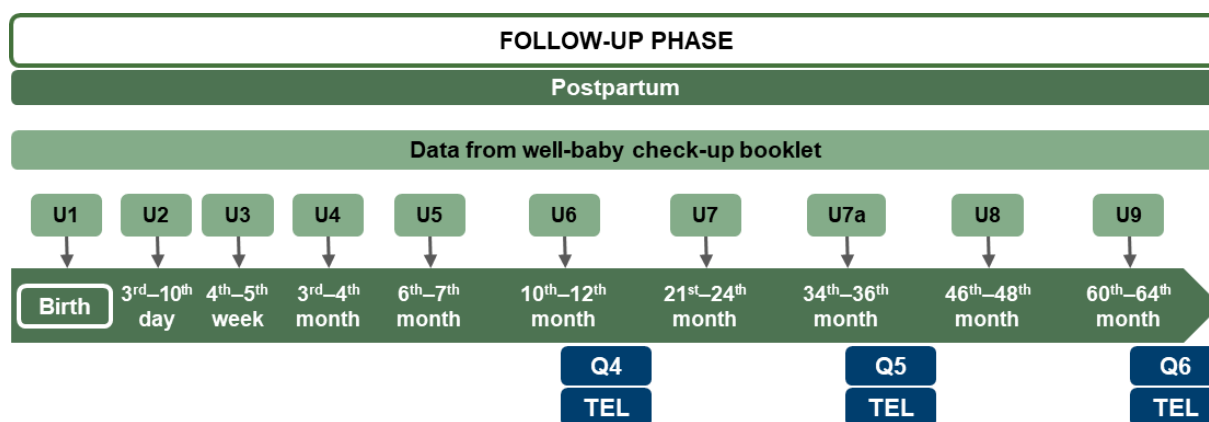 FOLLOW-UP PHASE
Postpartum
Data from well-baby check-up booklet
U1 U2 U3 U4 U5 U6 U7 U7a U8 U9
Birth 3rd–10th 4th–5th 3rd–4th 6th–7th 10th–12th 21st–24th 34th–36th 46th–48th 60th–64th
day week month month month month month month month
Q4 Q5 Q6
TEL TEL TEL